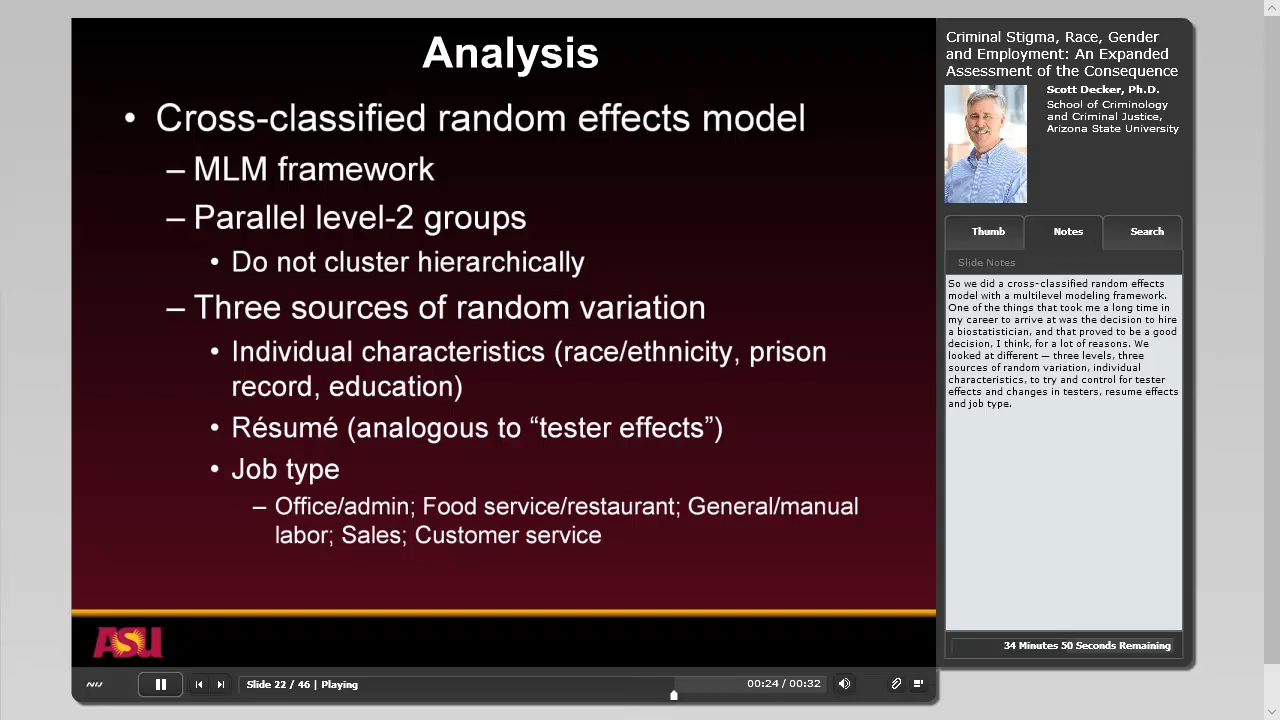 Analysis
• Cross-classified random effects model
– MLM framework
– Parallel level-2 groups
• Do not cluster hierarchically
– Three sources of random variation
• Individual characteristics (race/ethnicity, prison
record, education)
• Résumé (analogous to “tester effects”)
• Job type
– Office/admin; Food service/restaurant; General/manual
labor; Sales; Customer service
ASU
Slide 22 / 46 | Playing
00:24 / 00:32
Criminal Stigma, Race, Gender
and Employment: An Expanded
Assessment of the Consequence
Scott Decker, Ph.D.
School of Criminology
and Criminal Justice,
Arizona State University
Thumb
Notes
Search
Slide Notes
So we did a cross-classified random effects
model with a multilevel modeling framework.
One of the things that took me a long time in
my career to arrive at was the decision to hire
a biostatistician, and that proved to be a good
decision, I think, for a lot of reasons. We
looked at different — three levels, three
sources of random variation, individual
characteristics, to try and control for tester
effects and changes in testers, resume effects
and job type.
34 Minutes 50 Seconds Remaining